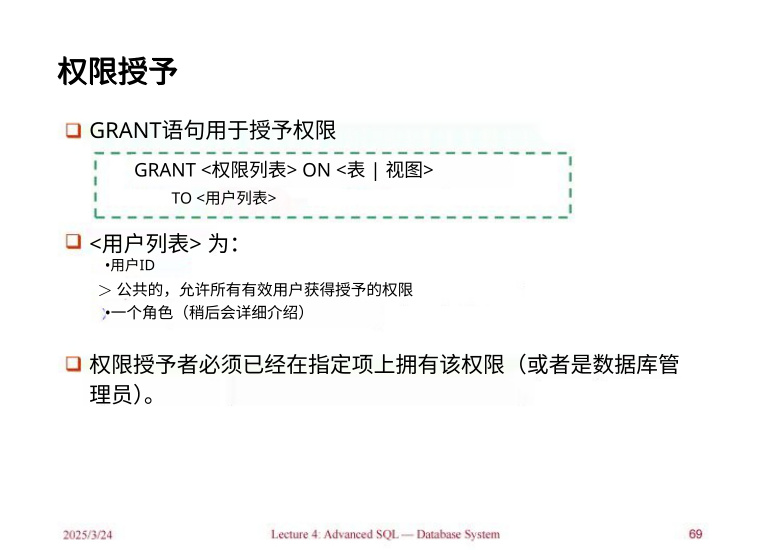 权限授予
GRANT语句用于授予权限
GRANT <权限列表> ON <表 | 视图>
TO <用户列表>
<用户列表> 为：
•用户ID
> 公共的，允许所有有效用户获得授予的权限
•一个角色（稍后会详细介绍）
权限授予者必须已经在指定项上拥有该权限（或者是数据库管
理员）。
2025/3/24 Lecture 4: Advanced SQL — Database System 69